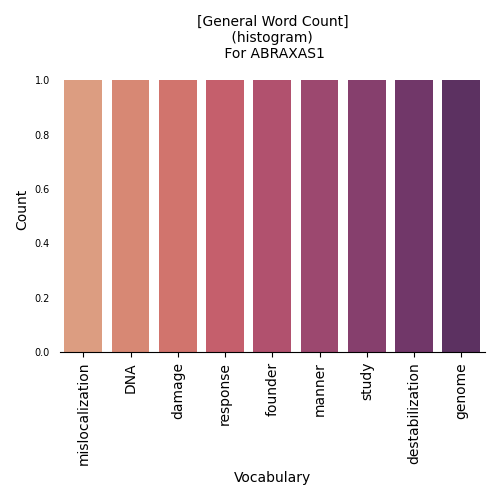 [General Word Count]
(histogram)
For ABRAXAS1
1.0
0.8
0.6
0.4
0.2
0.0
Count
mislocalization
DNA
damage
response
founder
manner
study
destabilization
genome
Vocabulary